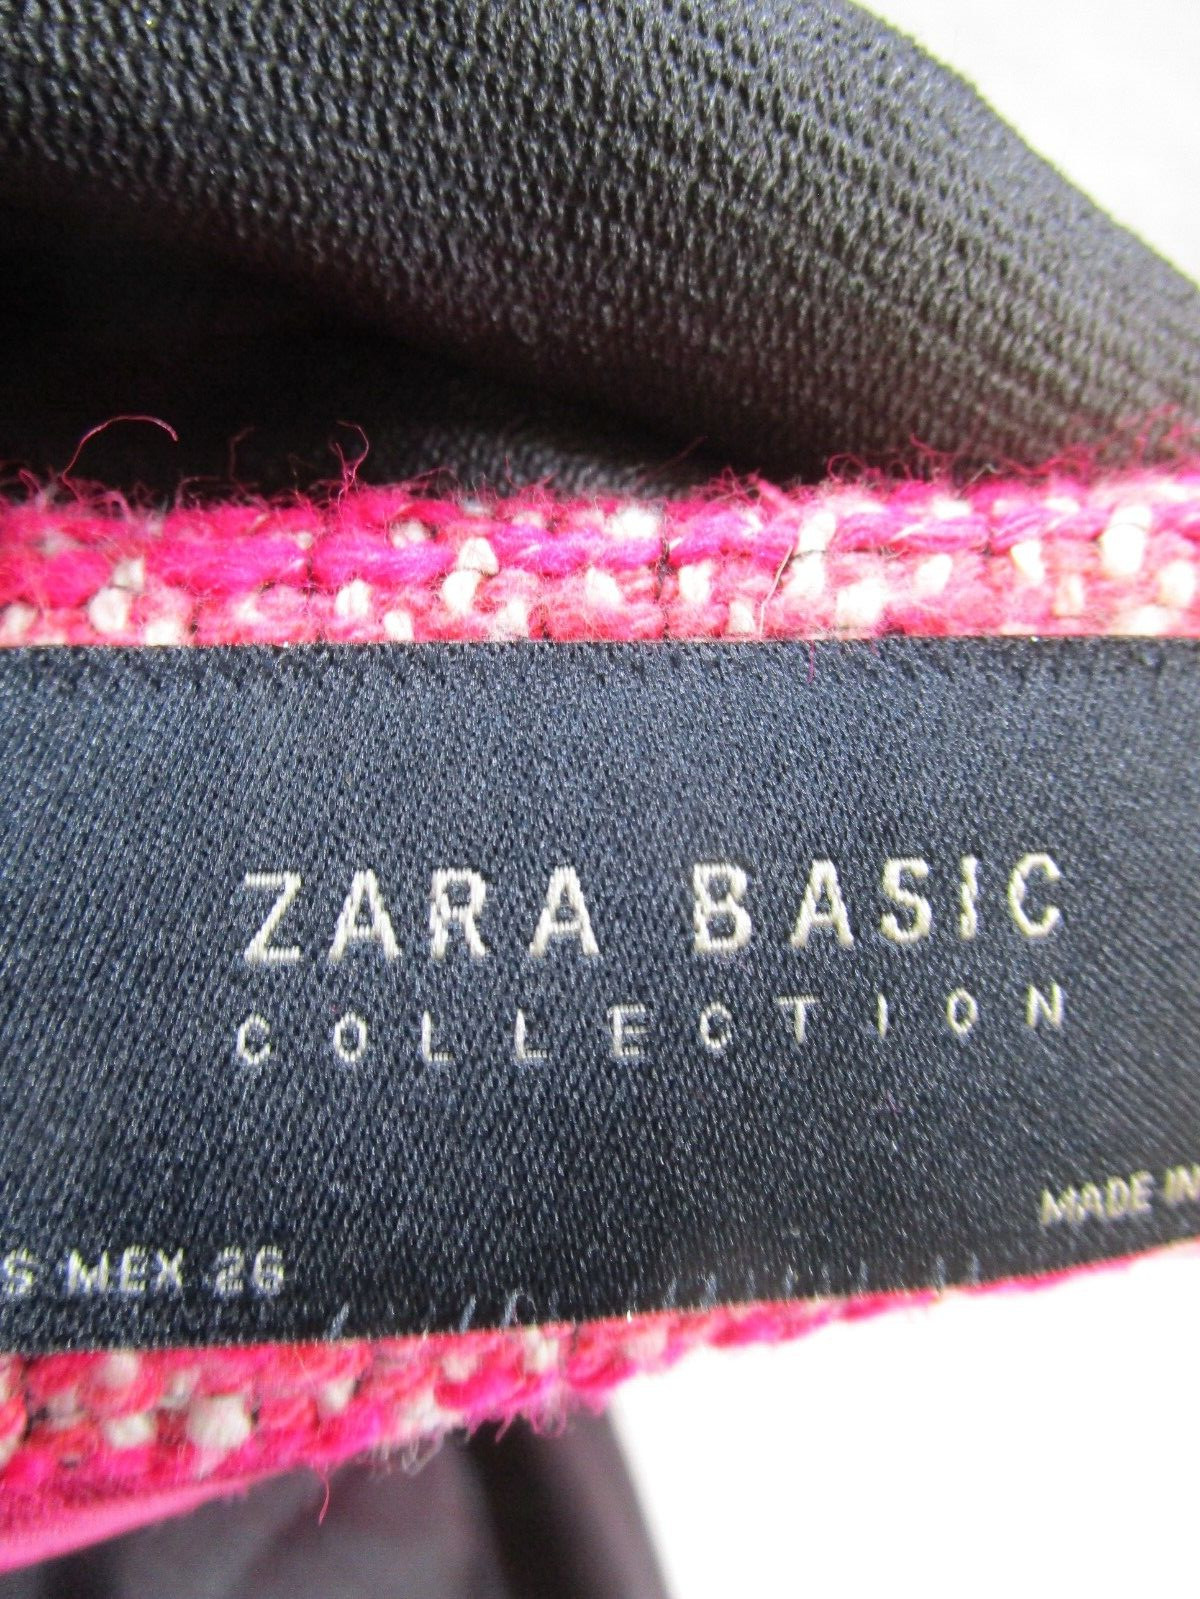 ZARA BASIC
COLLECTION
MADE IN
S MEX 26